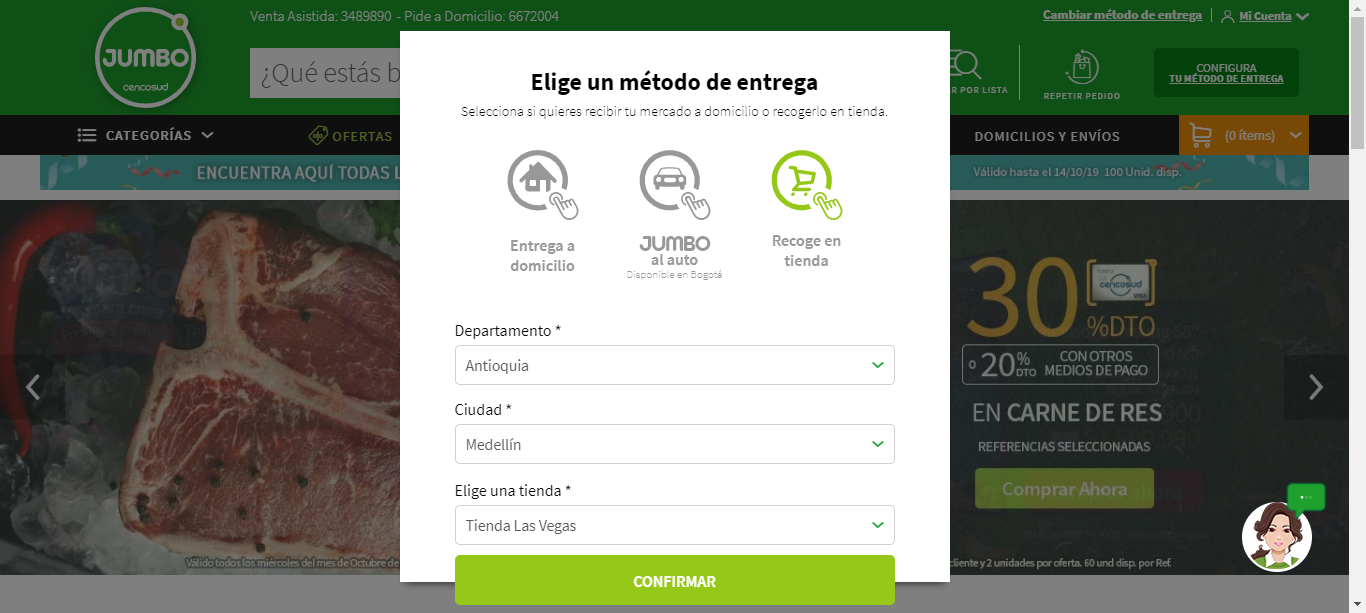 Venta Asistida: 3489890 - Pide a Domicilio: 6672004
Cambiar método de entrega
Mi Cuenta
JUMBO
cencosud
¿Qué estás b
R POR LISTA
REPETIR PEDIDO
CONFIGURA
TU MÉTODO DE ENTREGA
CATEGORÍAS
OFERTAS
DOMICILIOS Y ENVÍOS
(0 ítems)
ENCUENTRA AQUÍ TODAS L
Válido hasta el 14/10/19 100 Unid. disp.
Elige un método de entrega
Selecciona si quieres recibir tu mercado a domicilio o recogerlo en tienda.
Entrega a
domicilio
JUMBO
al auto
Disponible en Bogotá
Recoge en
tienda
Departamento *
Antioquia
Ciudad *
Medellín
Elige una tienda *
Tienda Las Vegas
CONFIRMAR
30
%DTO
cencosud
VISA
o 20% DTO
CON OTROS
MEDIOS DE PAGO
EN CARNE DE RES
REFERENCIAS SELECCIONADAS
Comprar Ahora
Válido todos los miercoles del mes de Octubre de
cliente y 2 unidades por oferta. 60 und disp. por Ref.